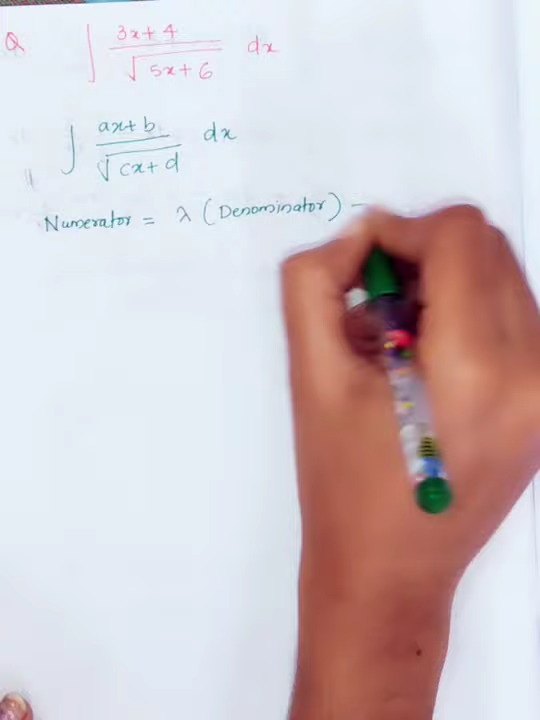 Q ∫ 3x+4 / √5x+6 dx
∫ ax+b / √cx+d dx
Numerator = λ (Denominator) –